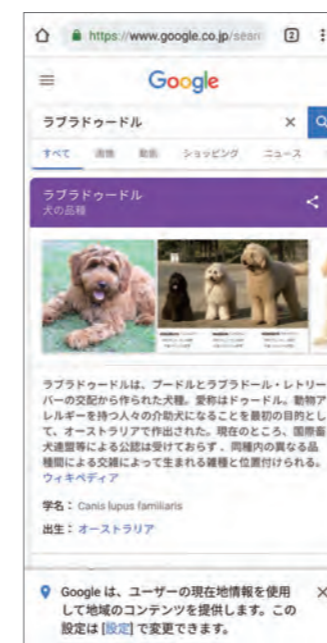 https://www.google.co.jp/sear
2
Google
ラブラドゥードル
すべて 画像 動画 ショッピング ニュース
ラブラドゥードル
犬の品種
ラブラドゥードルは、プードルとラブラドール・レトリー
バーの交配から作られた犬種。愛称はドゥードル。動物ア
レルギーを持つ人々の介助犬になることを最初の目的とし
て、オーストラリアで作出された。現在のところ、国際畜
犬連盟等による公認は受けておらず 、同種内の異なる品
種間による交雑によって生まれる雑種と位置付けられる。
ウィキペディア
学名: Canis lupus familiaris
出生: オーストラリア
Google は、ユーザーの現在地情報を使用
して地域のコンテンツを提供します。この
設定は [設定] で変更できます。